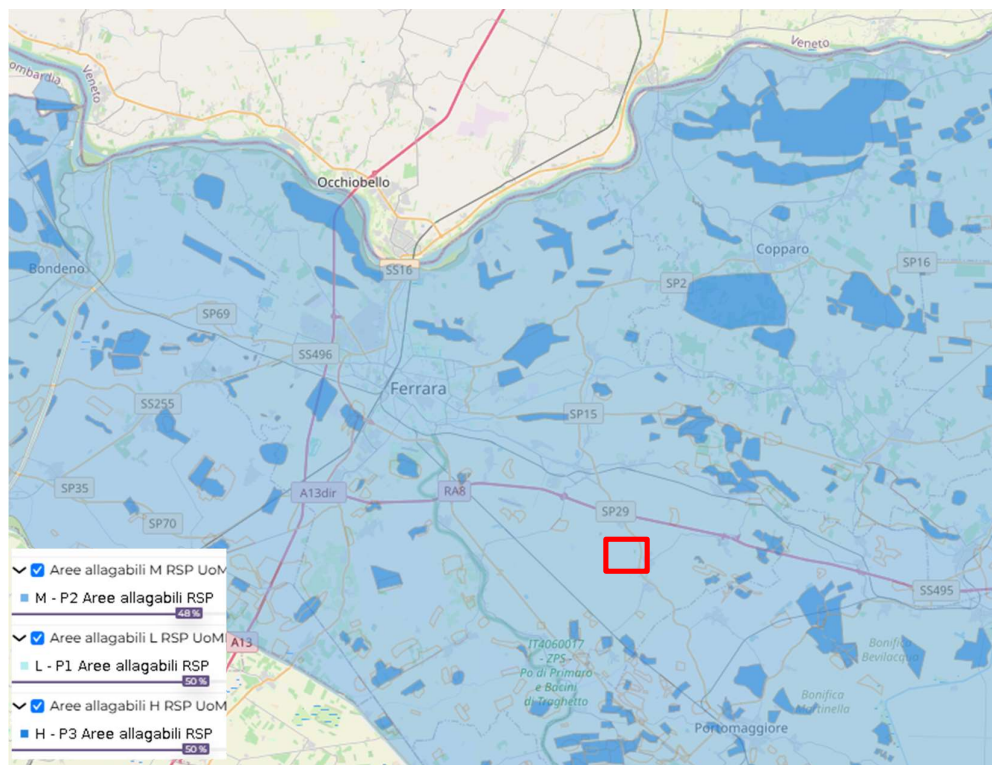 Veneto
Lombardia
Veneto
Occhiobello
Copparo
SS16
SP16
Bondeno
SP2
SP69
SS496
Ferrara
SS255
SP15
SP35
A13dir
RA8
SP29
SP70
Aree allagabili M RSP UoM
M - P2 Aree allagabili RSP
48 %
SS495
Aree allagabili L RSP UoM
L - P1 Aree allagabili RSP
50 %
A13
IT4060017
- ZPS -
Po di Primaro
e Bacini
di Traghetto
Bonifica
Bevilacqua
Bonifica
Martinella
Aree allagabili H RSP UoM
H - P3 Aree allagabili RSP
50 %
Portomaggiore